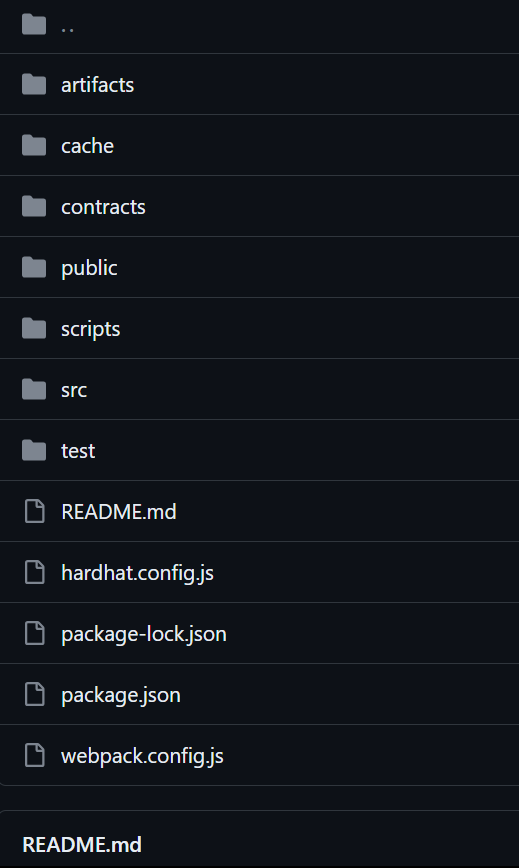 ..
artifacts
cache
contracts
public
scripts
src
test
README.md
hardhat.config.js
package-lock.json
package.json
webpack.config.js
README.md